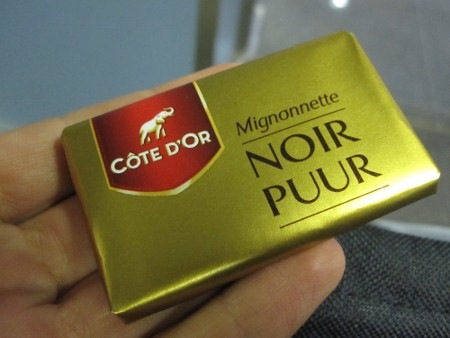 CÔTE D'OR
Mignonnette
NOIR
PUUR